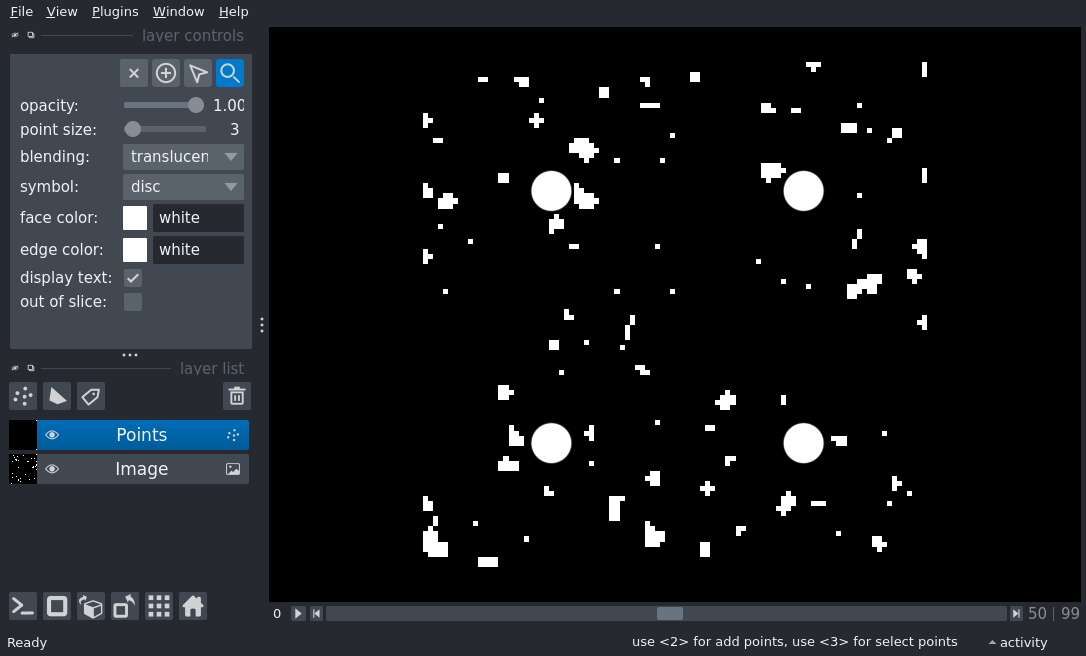 File View Plugins Window Help
layer controls
opacity: 1.00
point size: 3
blending: translucen
symbol: disc
face color: white
edge color: white
display text:
out of slice:
layer list
Points
Image
0 50 | 99
Ready use <2> for add points, use <3> for select points activity